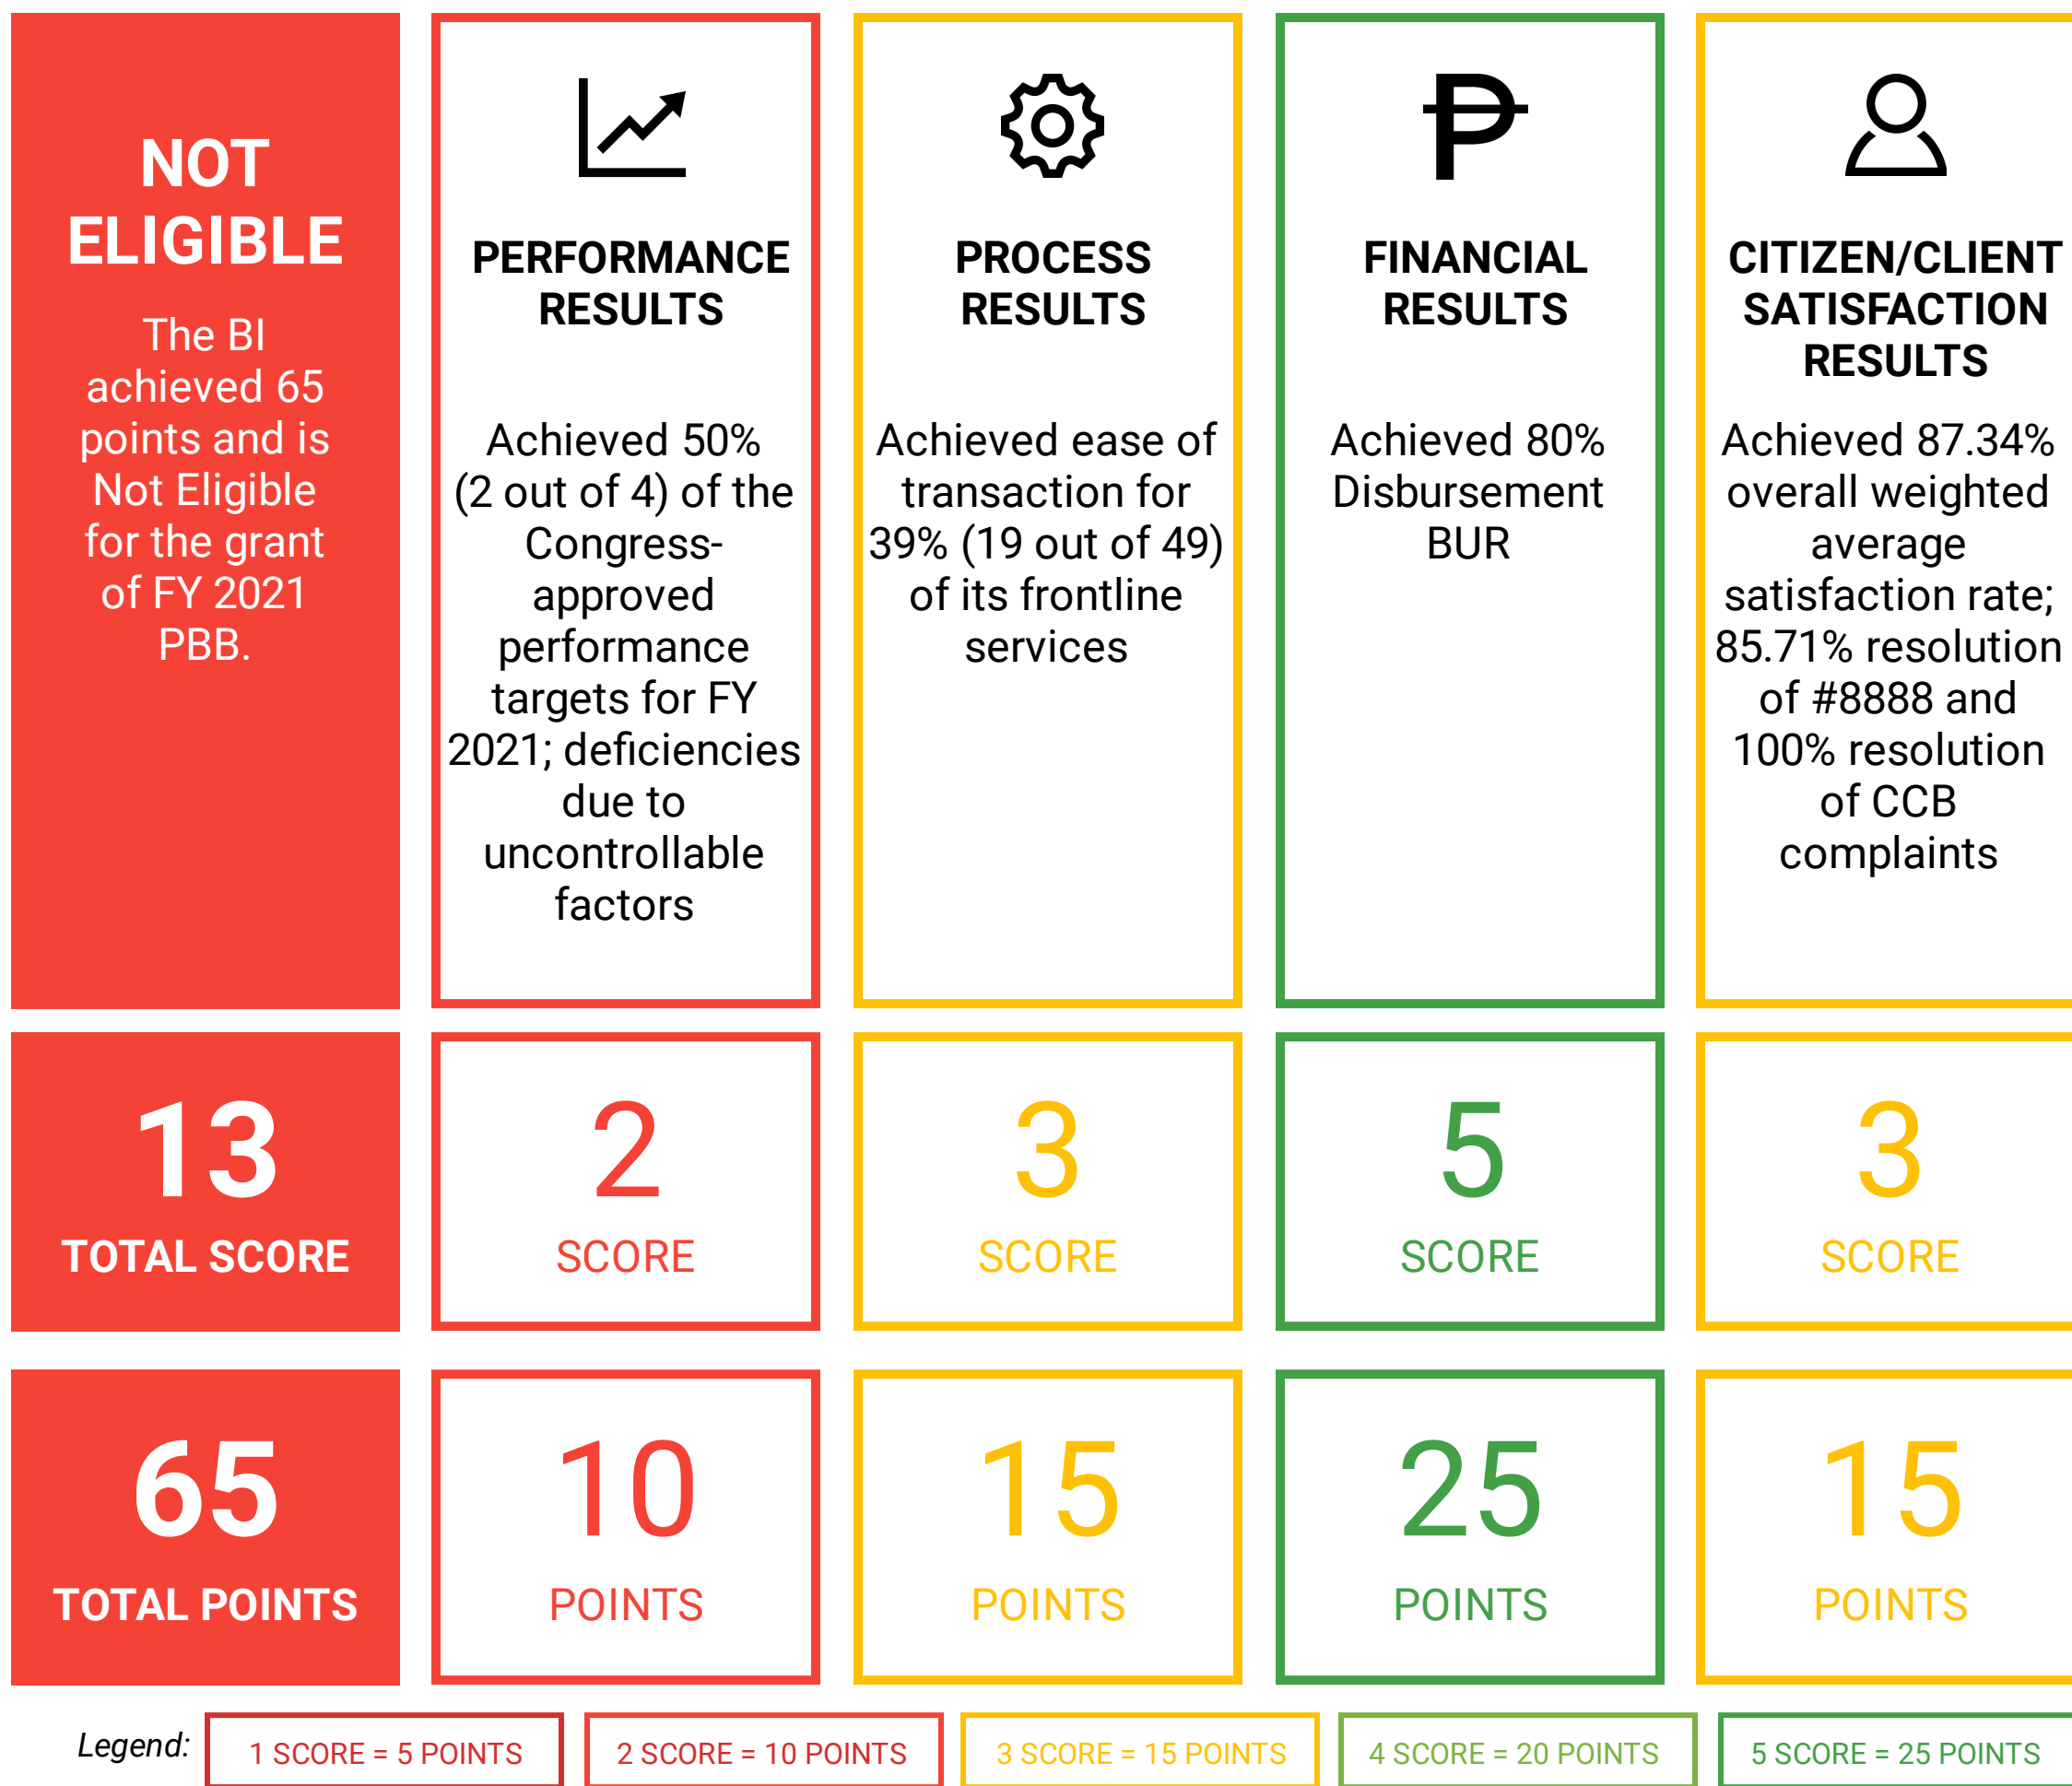 NOT
ELIGIBLE
The BI
achieved 65
points and is
Not Eligible
for the grant
of FY 2021
PBB.
PERFORMANCE
RESULTS
Achieved 50%
(2 out of 4) of the
Congress-
approved
performance
targets for FY
2021; deficiencies
due to
uncontrollable
factors
PROCESS
RESULTS
Achieved ease of
transaction for
39% (19 out of 49)
of its frontline
services
₱
FINANCIAL
RESULTS
Achieved 80%
Disbursement
BUR
CITIZEN/CLIENT
SATISFACTION
RESULTS
Achieved 87.34%
overall weighted
average
satisfaction rate;
85.71% resolution
of #8888 and
100% resolution
of CCB
complaints
13
TOTAL SCORE
2
SCORE
3
SCORE
5
SCORE
3
SCORE
65
TOTAL POINTS
10
POINTS
15
POINTS
25
POINTS
15
POINTS
Legend:
1 SCORE = 5 POINTS
2 SCORE = 10 POINTS
3 SCORE = 15 POINTS
4 SCORE = 20 POINTS
5 SCORE = 25 POINTS